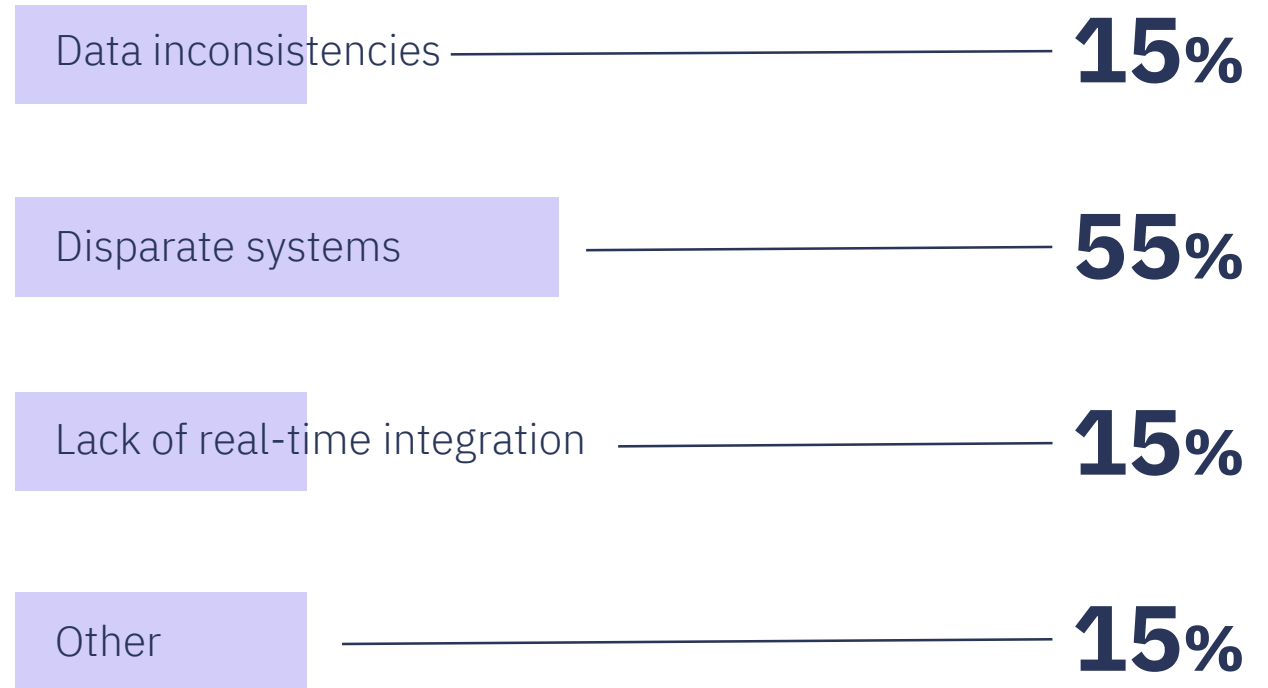 Data inconsistencies 15%
Disparate systems 55%
Lack of real-time integration 15%
Other 15%